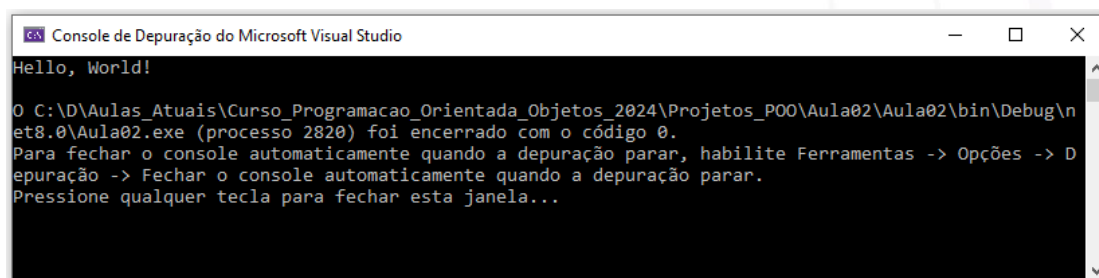 Console de Depuração do Microsoft Visual Studio
Hello, World!
O C:\D\Aulas_Atuais\Curso_Programacao_Orientada_Objetos_2024\Projetos_POO\Aula02\Aula02\bin\Debug\n
et8.0\Aula02.exe (processo 2820) foi encerrado com o código 0.
Para fechar o console automaticamente quando a depuração parar, habilite Ferramentas -> Opções -> D
epuração -> Fechar o console automaticamente quando a depuração parar.
Pressione qualquer tecla para fechar esta janela...